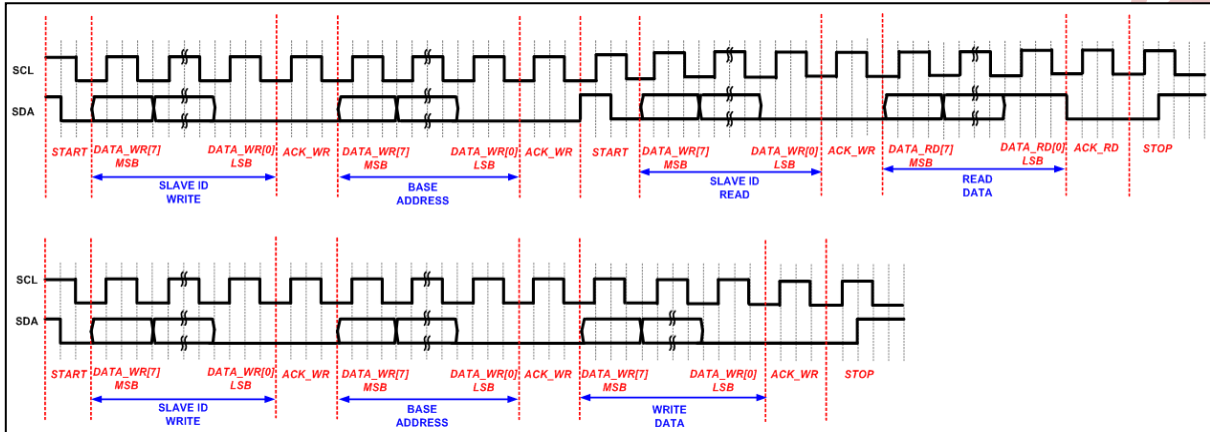 SCL
SDA
START DATA_WR[7] DATA_WR[0] ACK_WR DATA_WR[7] DATA_WR[0] ACK_WR START DATA_WR[7] DATA_WR[0] ACK_WR DATA_RD[7] DATA_RD[0] ACK_RD STOP
MSB LSB MSB LSB MSB LSB MSB LSB
SLAVE ID BASE SLAVE ID READ
WRITE ADDRESS READ DATA
SCL
SDA
START DATA_WR[7] DATA_WR[0] ACK_WR DATA_WR[7] DATA_WR[0] ACK_WR DATA_WR[7] DATA_WR[0] ACK_WR STOP
MSB LSB MSB LSB MSB LSB
SLAVE ID BASE WRITE
WRITE ADDRESS DATA